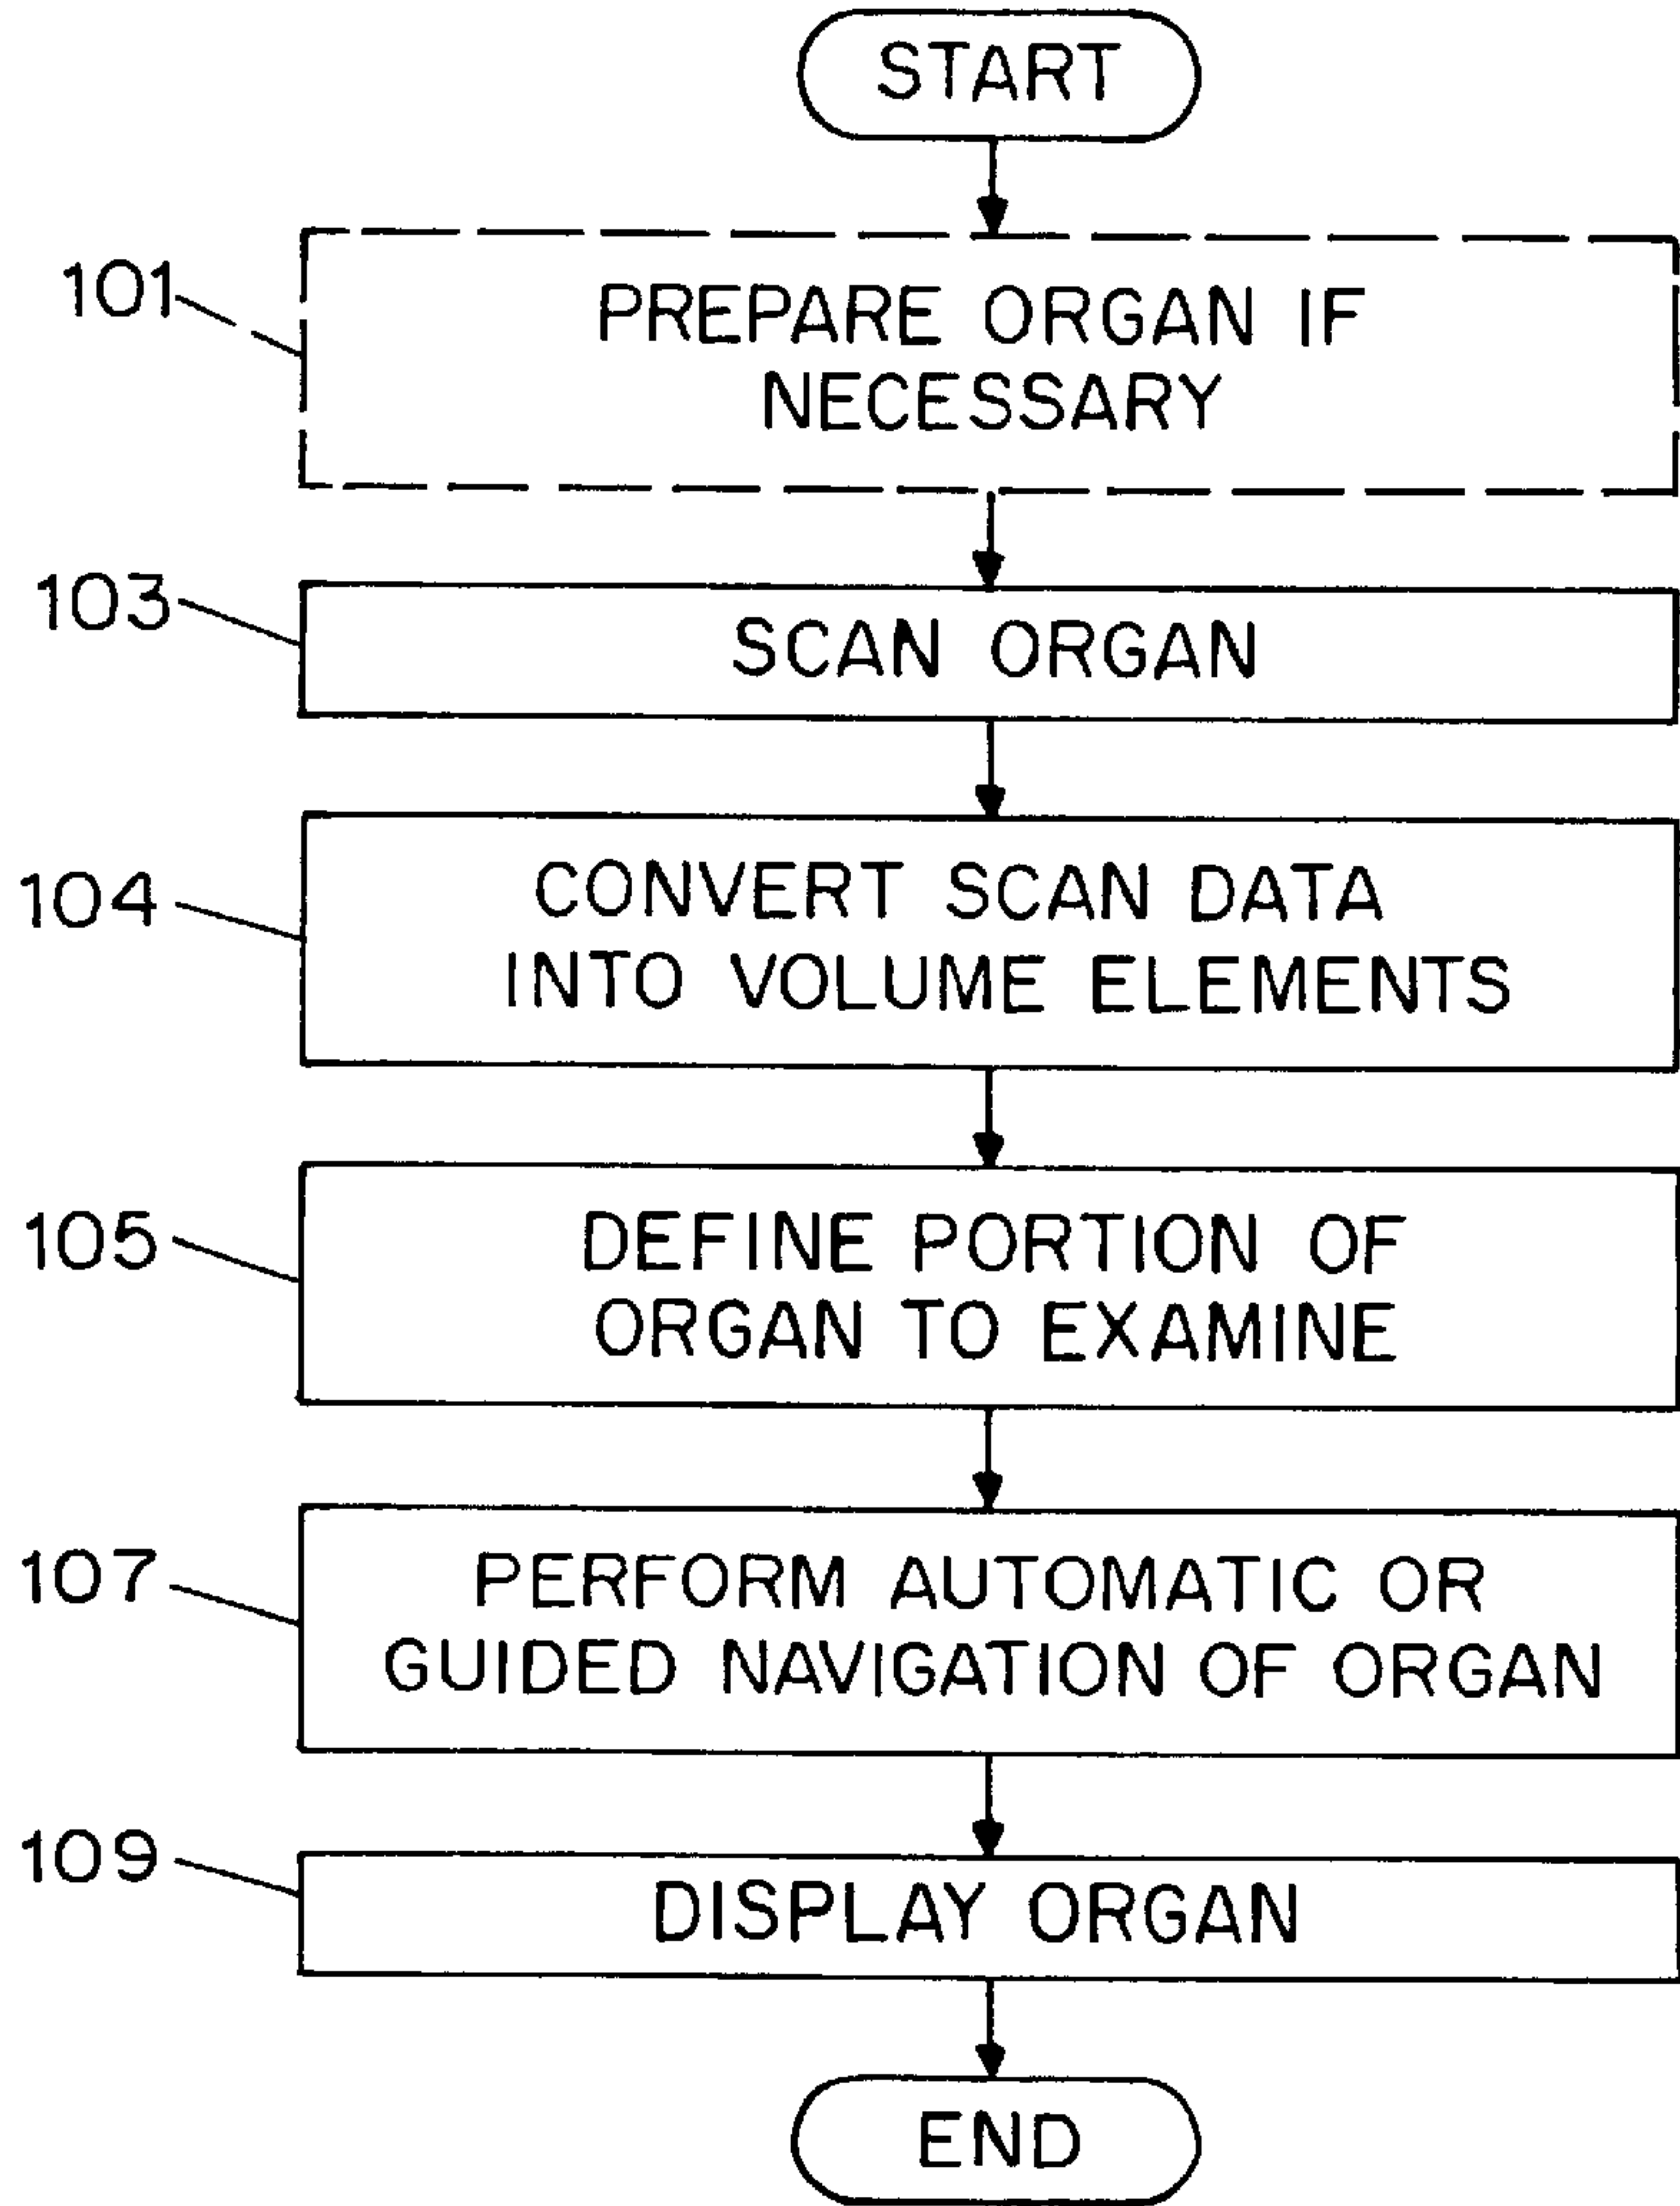 START
101
PREPARE ORGAN IF
NECESSARY
103
SCAN ORGAN
104
CONVERT SCAN DATA
INTO VOLUME ELEMENTS
105
DEFINE PORTION OF
ORGAN TO EXAMINE
107
PERFORM AUTOMATIC OR
GUIDED NAVIGATION OF ORGAN
109
DISPLAY ORGAN
END